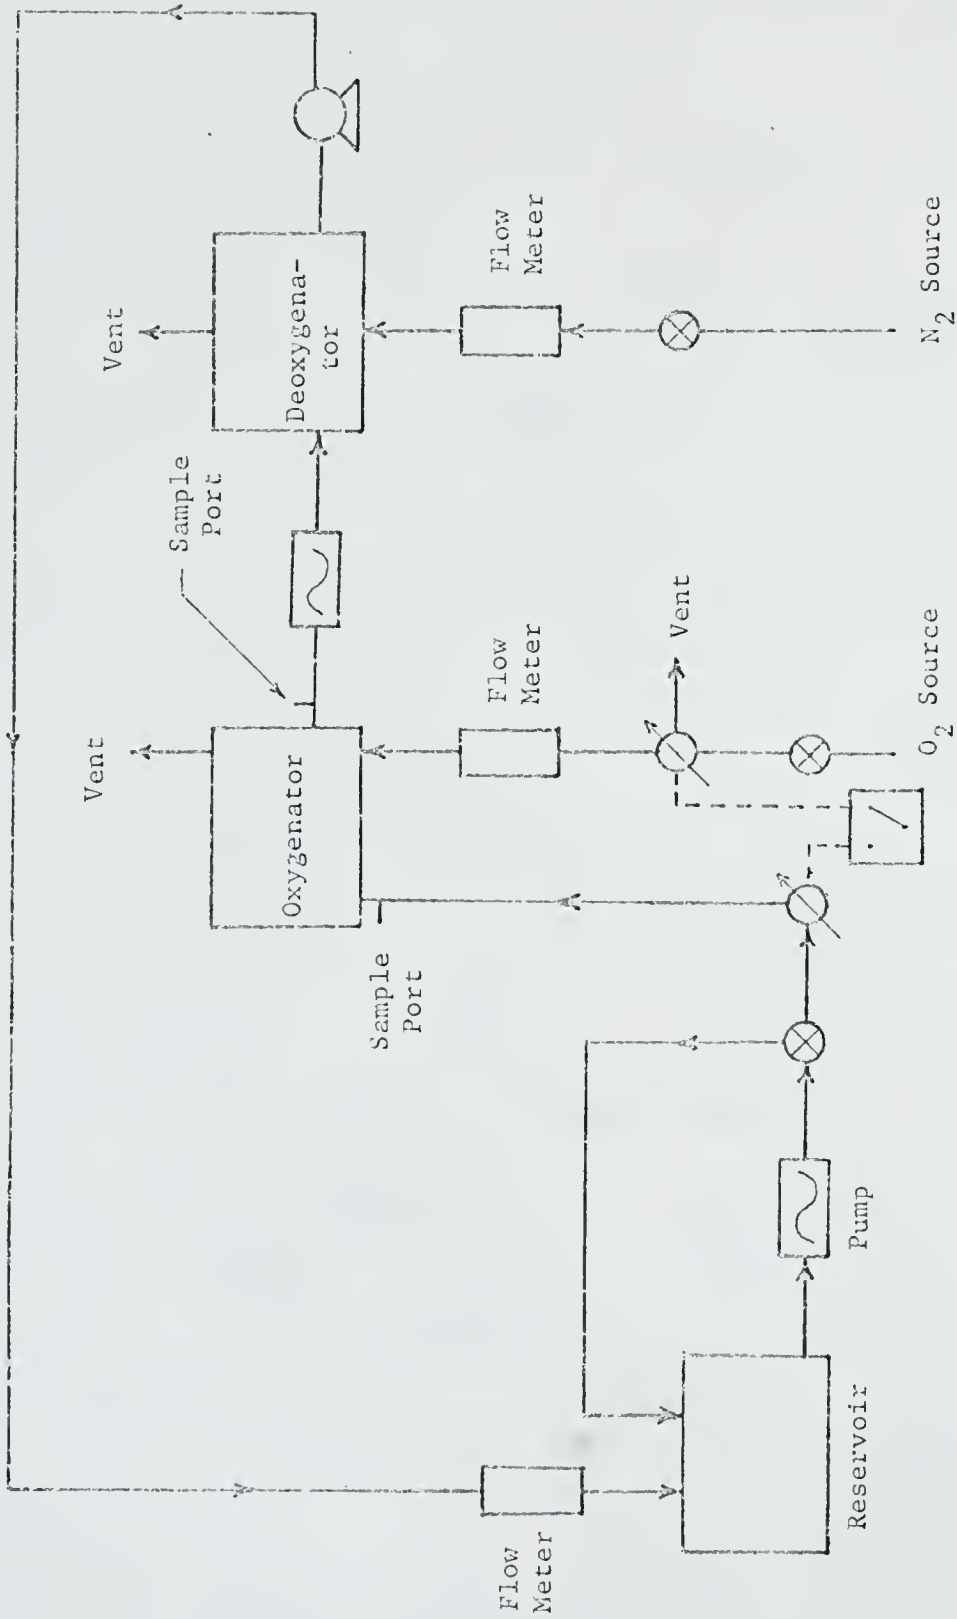 Vent
Vent
Sample
Port
Oxygenator
Deoxygena-
tor
Sample
Port
Flow
Meter
Flow
Meter
Flow
Meter
Vent
Reservoir
Pump
O2 Source
N2 Source